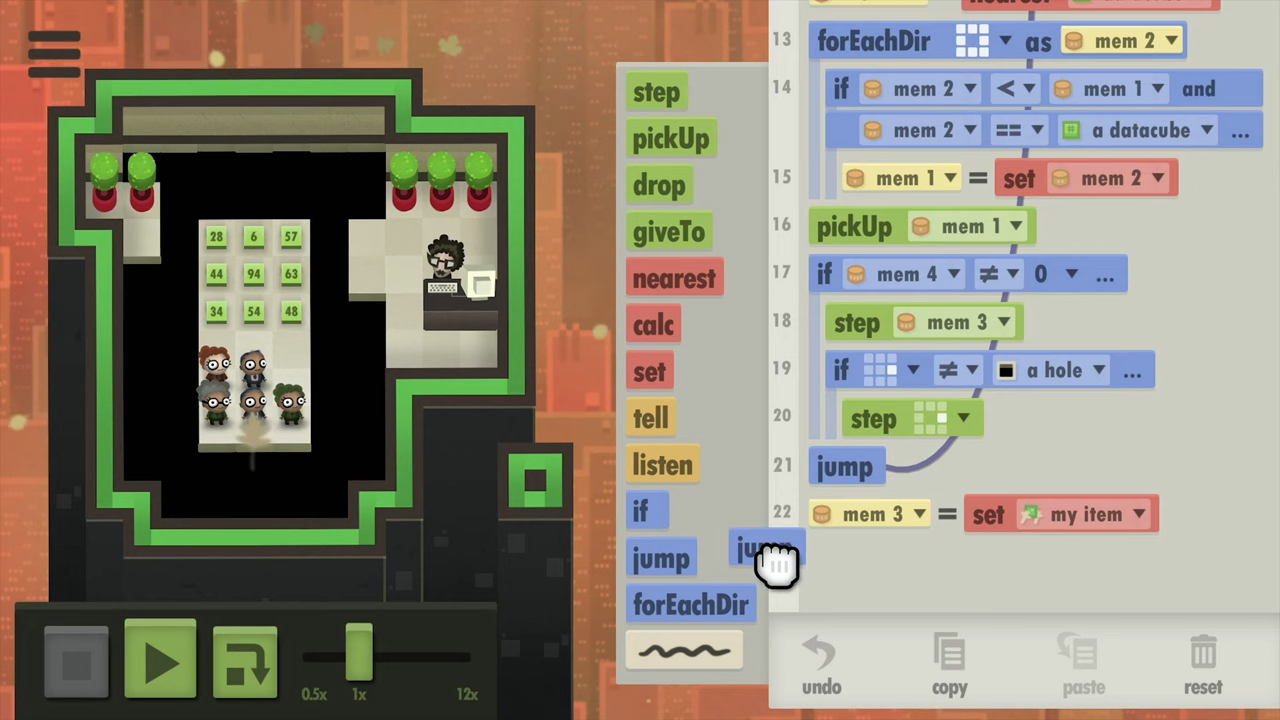 28 6 57
44 94 63
34 54 48
0.5x 1x 12x
step
pickUp
drop
giveTo
nearest
calc
set
tell
listen
if
jump
forEachDir
jump
nearest
13 forEachDir as mem 2
14 if mem 2 < mem 1 and
mem 2 == a datacube ...
15 mem 1 = set mem 2
16 pickUp mem 1
17 if mem 4 ≠ 0 ...
18 step mem 3
19 if ≠ a hole ...
20 step
21 jump
22 mem 3 = set my item
undo copy paste reset